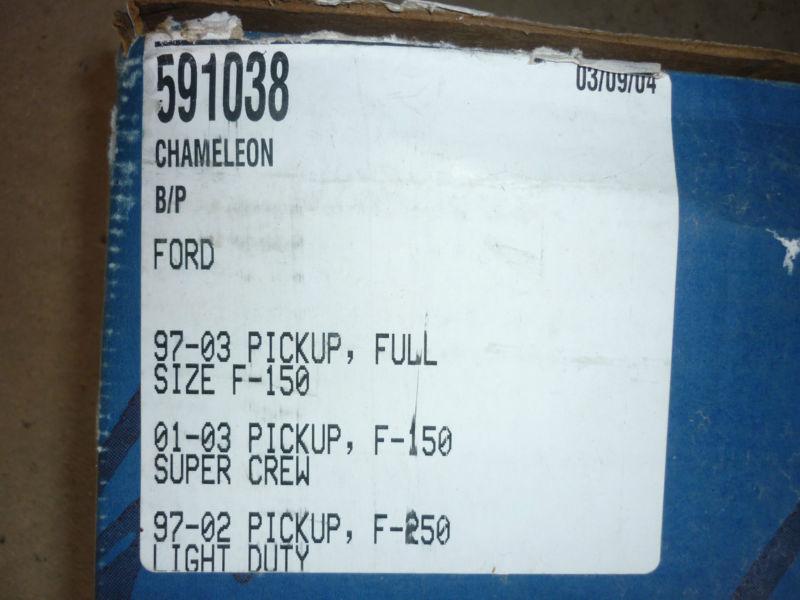 591038 03/09/04
CHAMELEON
B/P
FORD
97-03 PICKUP, FULL
SIZE F-150
01-03 PICKUP, F-150
SUPER CREW
97-02 PICKUP, F-250
LIGHT DUTY